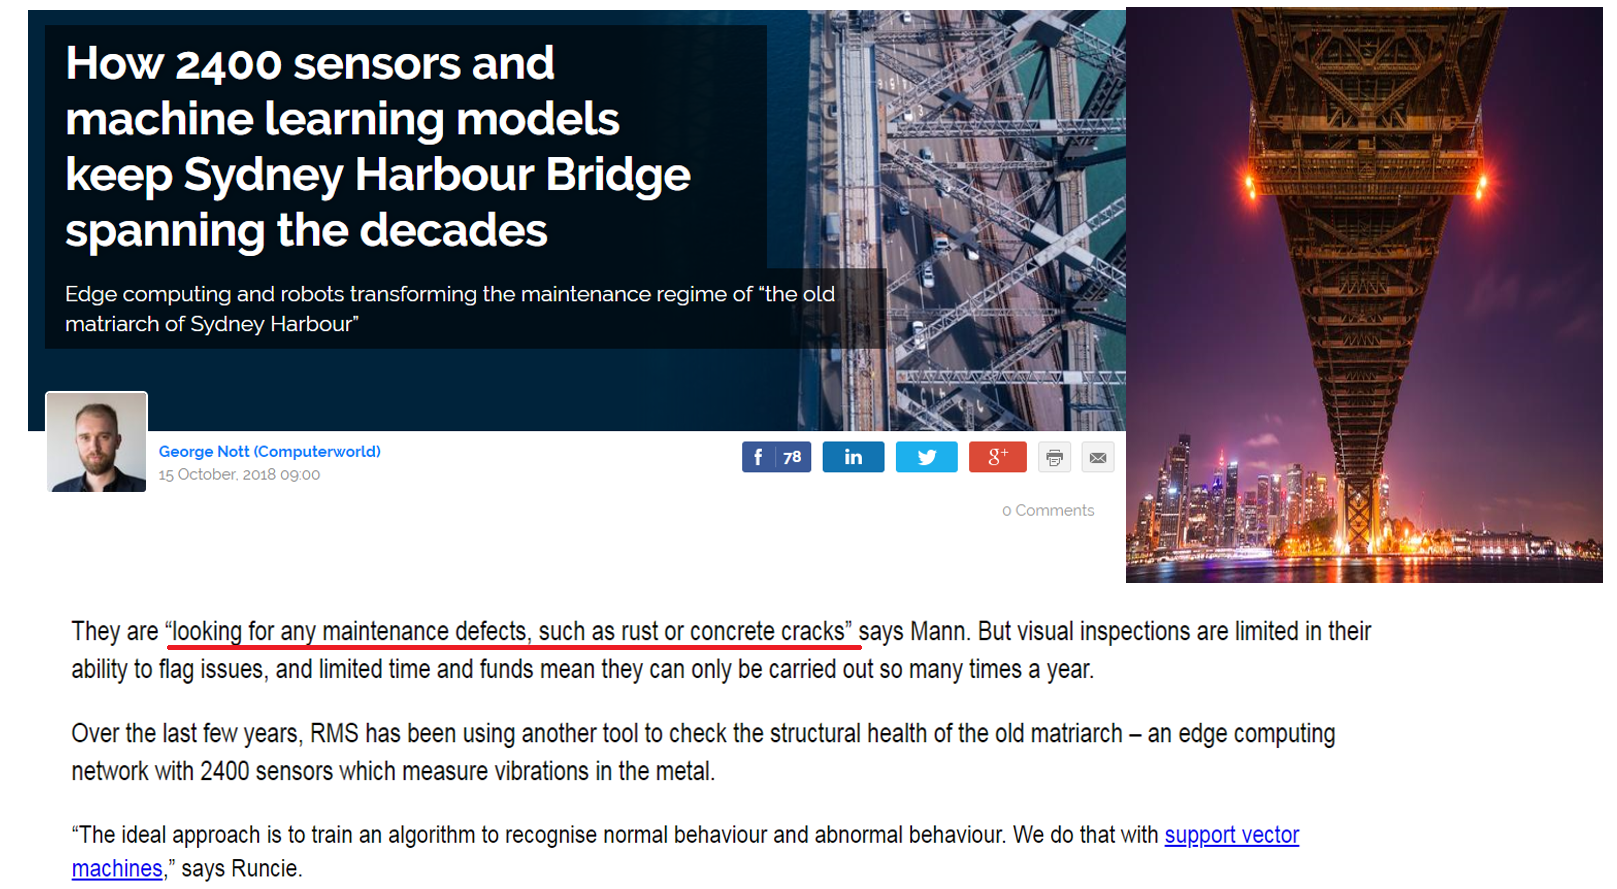 How 2400 sensors and
machine learning models
keep Sydney Harbour Bridge
spanning the decades
Edge computing and robots transforming the maintenance regime of “the old
matriarch of Sydney Harbour”
George Nott (Computerworld)
15 October, 2018 09:00
f 78 in g+
0 Comments
They are “looking for any maintenance defects, such as rust or concrete cracks” says Mann. But visual inspections are limited in their
ability to flag issues, and limited time and funds mean they can only be carried out so many times a year.
Over the last few years, RMS has been using another tool to check the structural health of the old matriarch – an edge computing
network with 2400 sensors which measure vibrations in the metal.
“The ideal approach is to train an algorithm to recognise normal behaviour and abnormal behaviour. We do that with support vector
machines,” says Runcie.